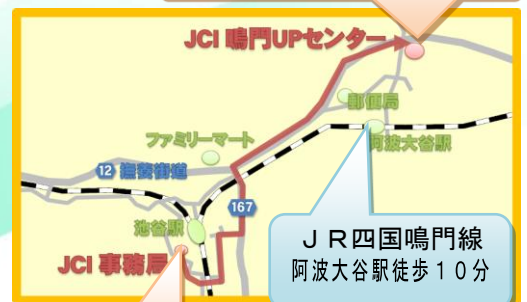 JCI 鳴門UPセンター
郵便局
阿波大谷駅
ファミリーマート
12 撫養街道
167
池谷駅
JCI 事務局
ＪＲ四国鳴門線
阿波大谷駅徒歩１０分